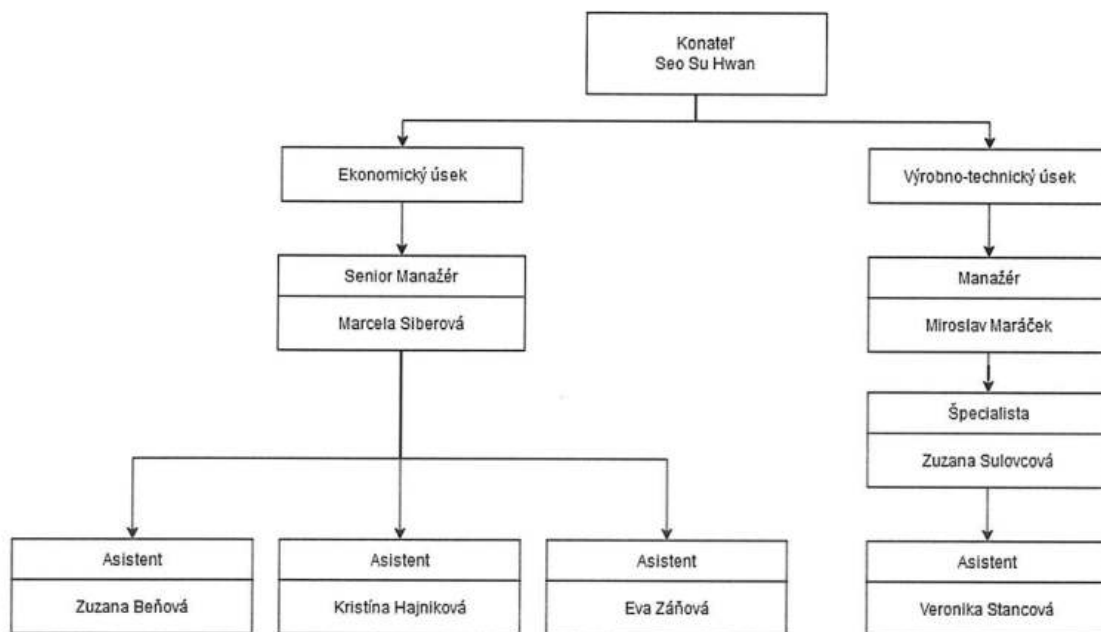 Konateľ
Seo Su Hwan
Ekonomický úsek
Výrobno-technický úsek
Senior Manažér
Marcela Siberová
Manažér
Miroslav Maráček
Špecialista
Zuzana Sulovcová
Asistent
Zuzana Beňová
Asistent
Kristína Hajniková
Asistent
Eva Záňová
Asistent
Veronika Stancová